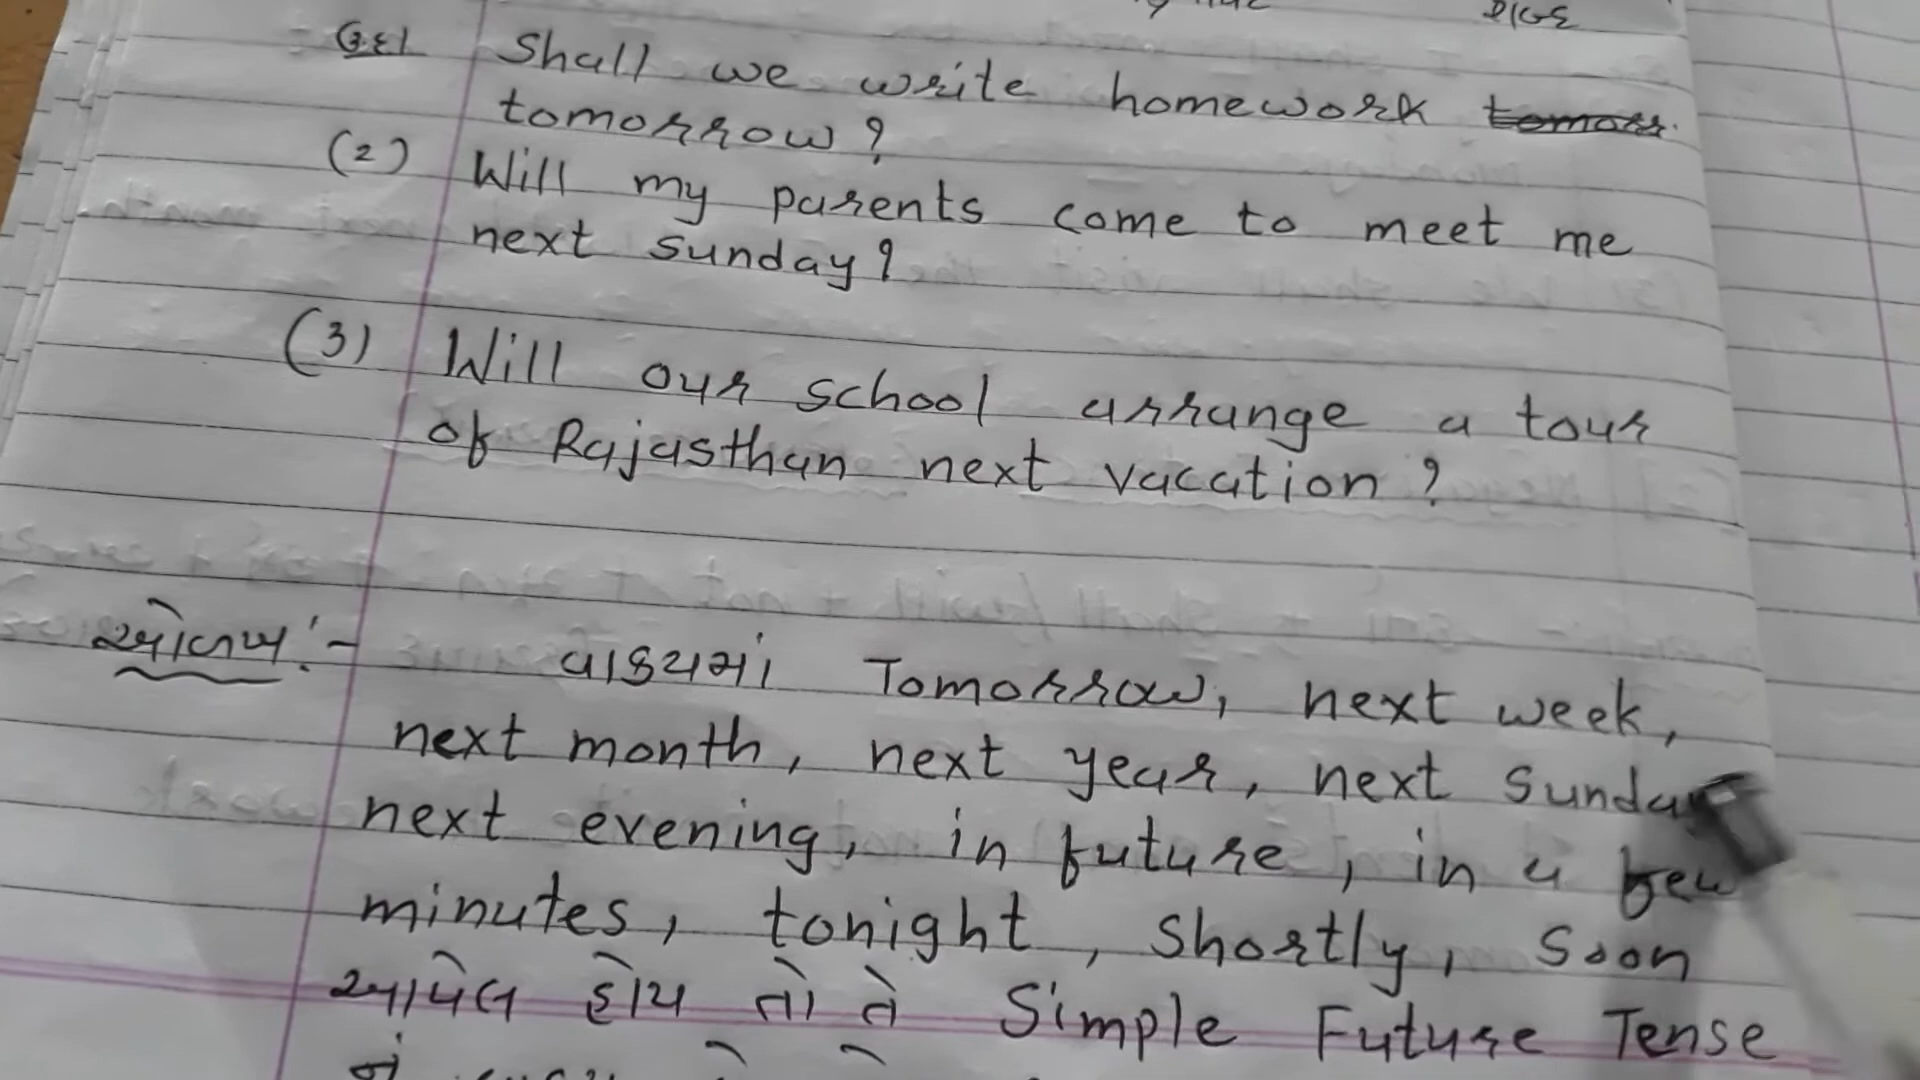 ઉદા Shall we write homework
tomorrow?
(2) Will my parents come to meet me
next sunday?
(3) Will our school arrange a tour
of Rajasthan next vacation?
ઓળખ :- વાક્યમાં Tomorrow, next week,
next month, next year, next sunday
next evening, in future, in a few
minutes, tonight, shortly, soon
આપેલ હોય તો તે Simple Future Tense